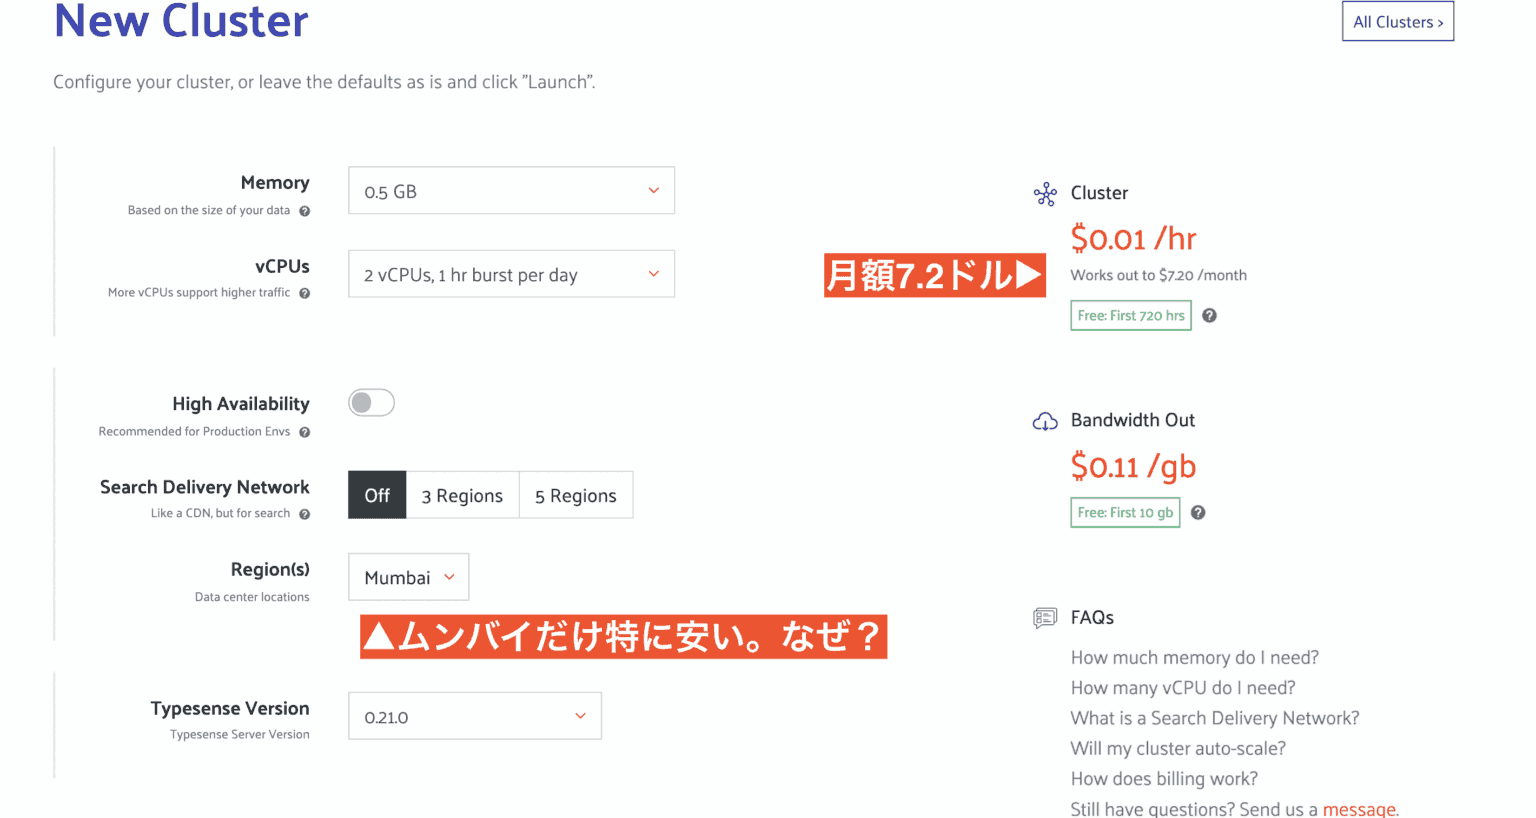 New Cluster
All Clusters ›
Configure your cluster, or leave the defaults as is and click "Launch".
Memory
Based on the size of your data
0.5 GB
vCPUs
More vCPUs support higher traffic
2 vCPUs, 1 hr burst per day
High Availability
Recommended for Production Envs
Search Delivery Network
Like a CDN, but for search
Off
3 Regions
5 Regions
Region(s)
Data center locations
Mumbai
▲ムンバイだけ特に安い。なぜ？
Typesense Version
Typesense Server Version
0.21.0
Cluster
$0.01 /hr
月額7.2ドル▶
Works out to $7.20 /month
Free: First 720 hrs
Bandwidth Out
$0.11 /gb
Free: First 10 gb
FAQs
How much memory do I need?
How many vCPU do I need?
What is a Search Delivery Network?
Will my cluster auto-scale?
How does billing work?
Still have questions? Send us a message.